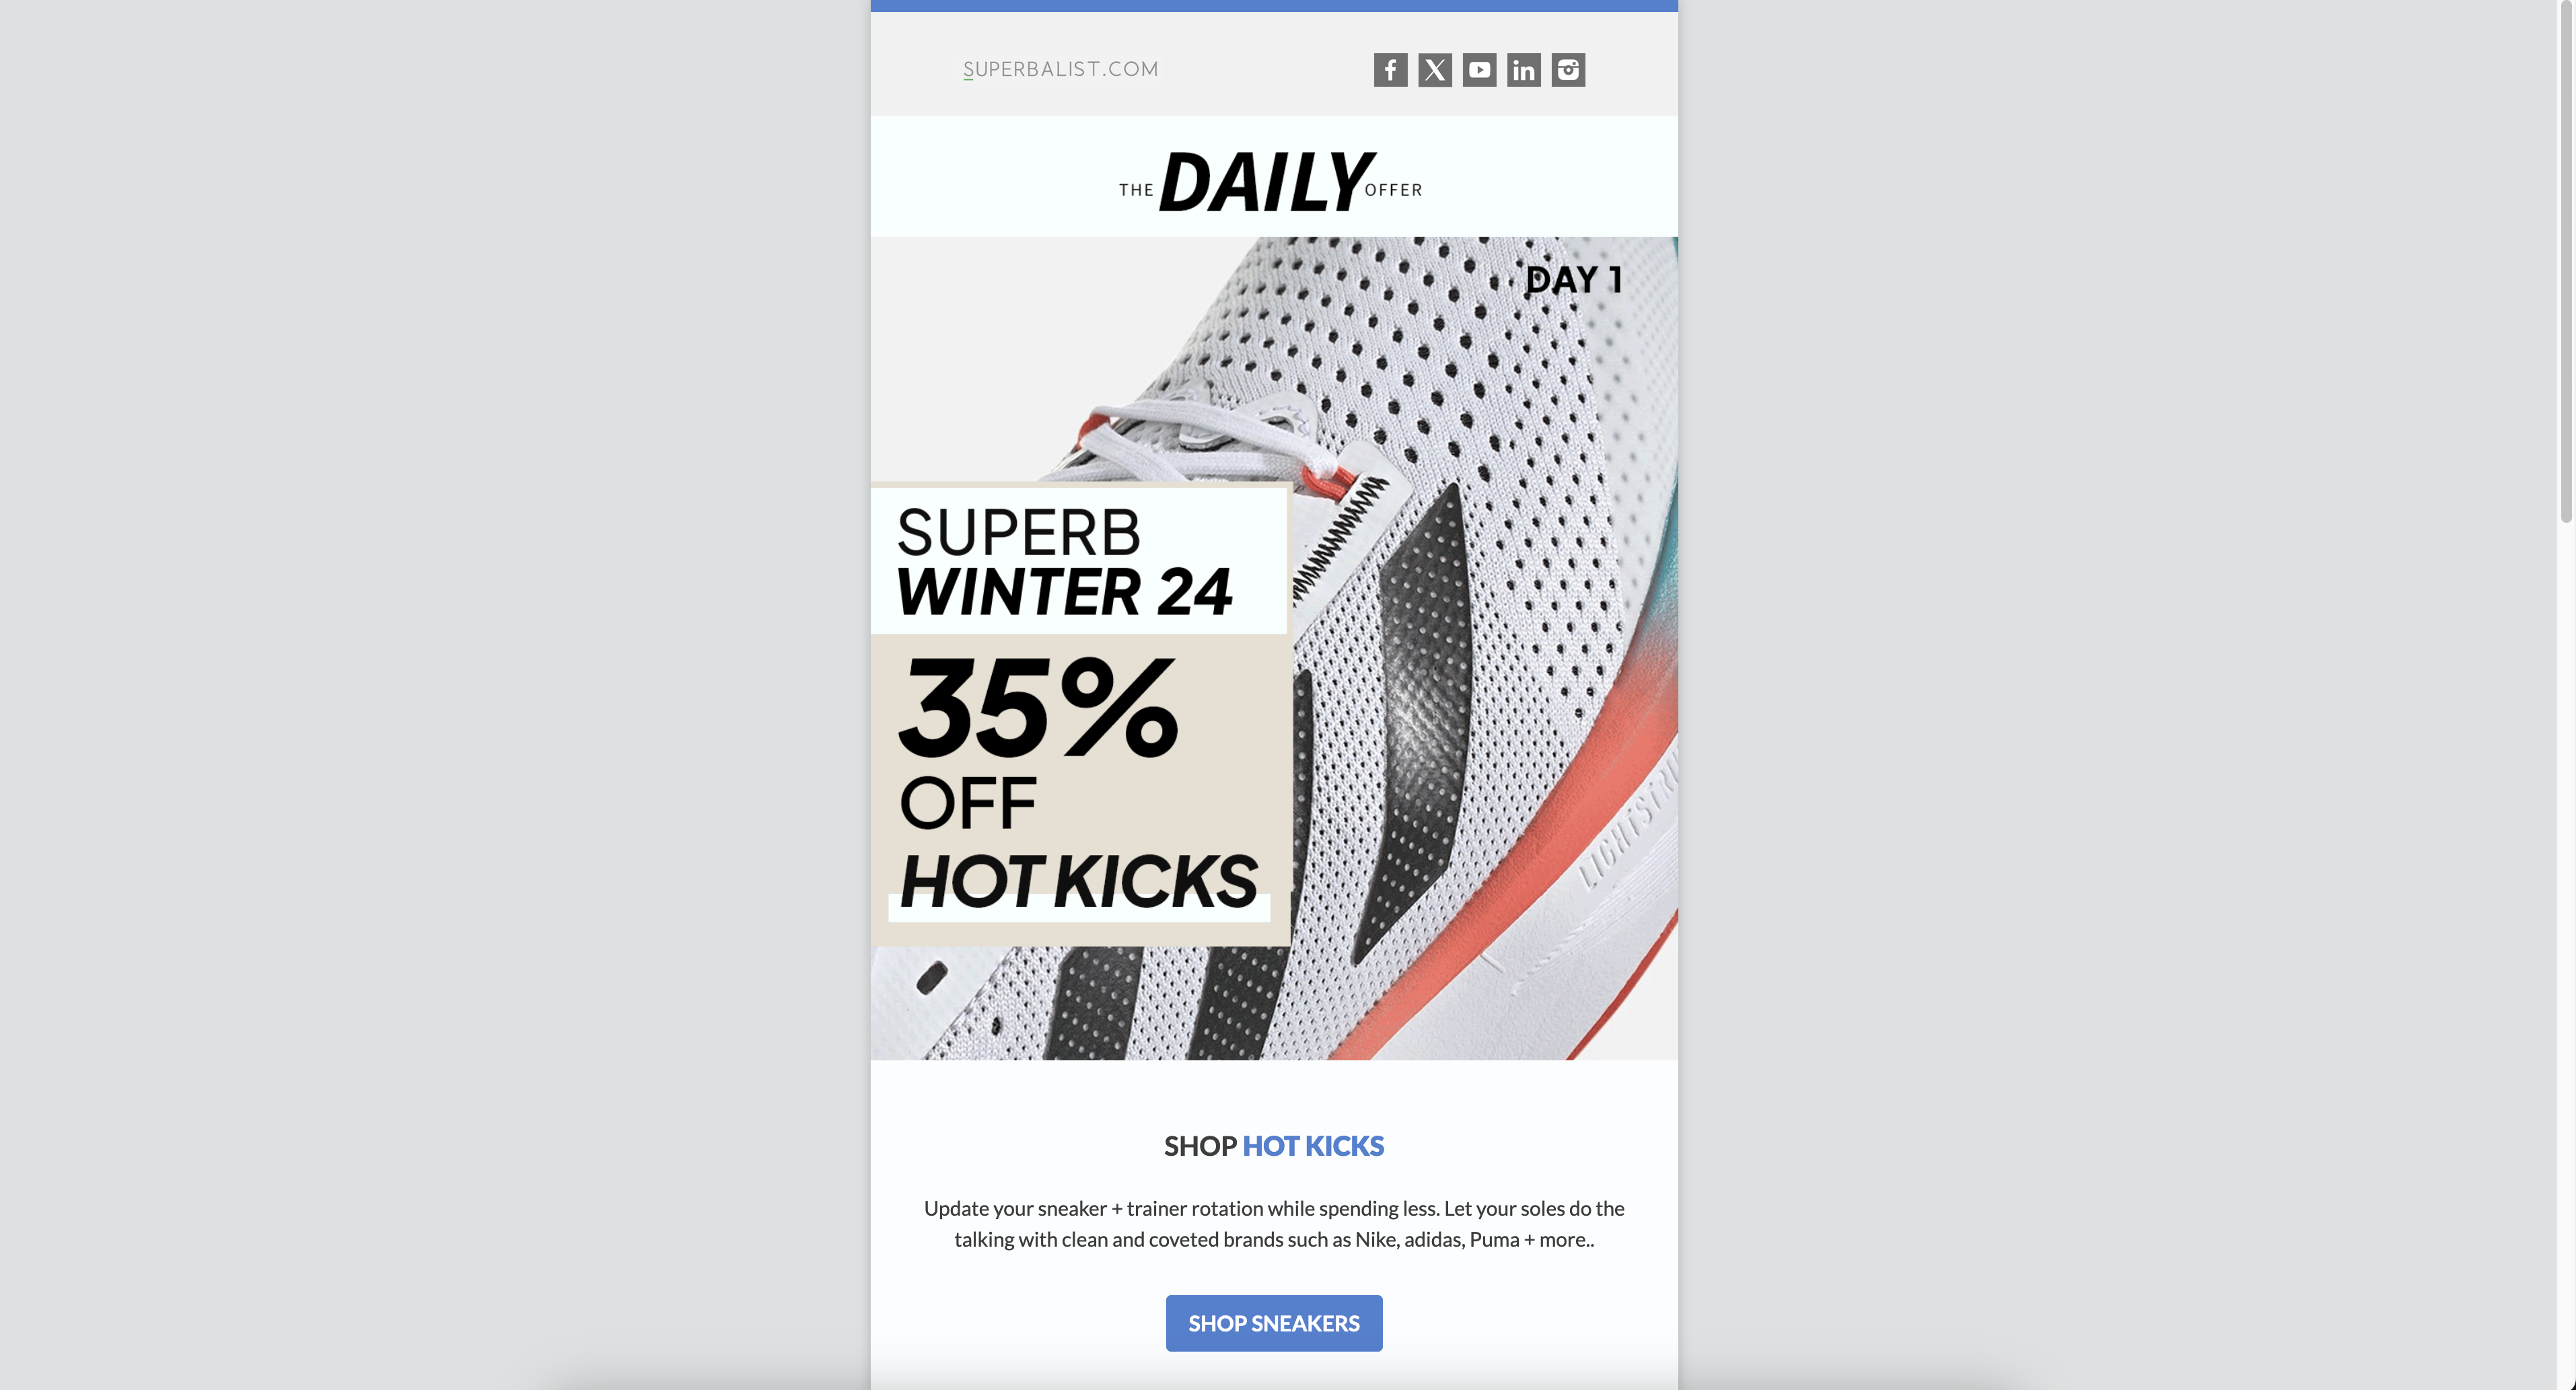 SUPERBALIST.COM
THE DAILY OFFER
DAY 1
SUPERB
WINTER 24
35%
OFF
HOT KICKS
SHOP HOT KICKS
Update your sneaker + trainer rotation while spending less. Let your soles do the
talking with clean and coveted brands such as Nike, adidas, Puma + more..
SHOP SNEAKERS